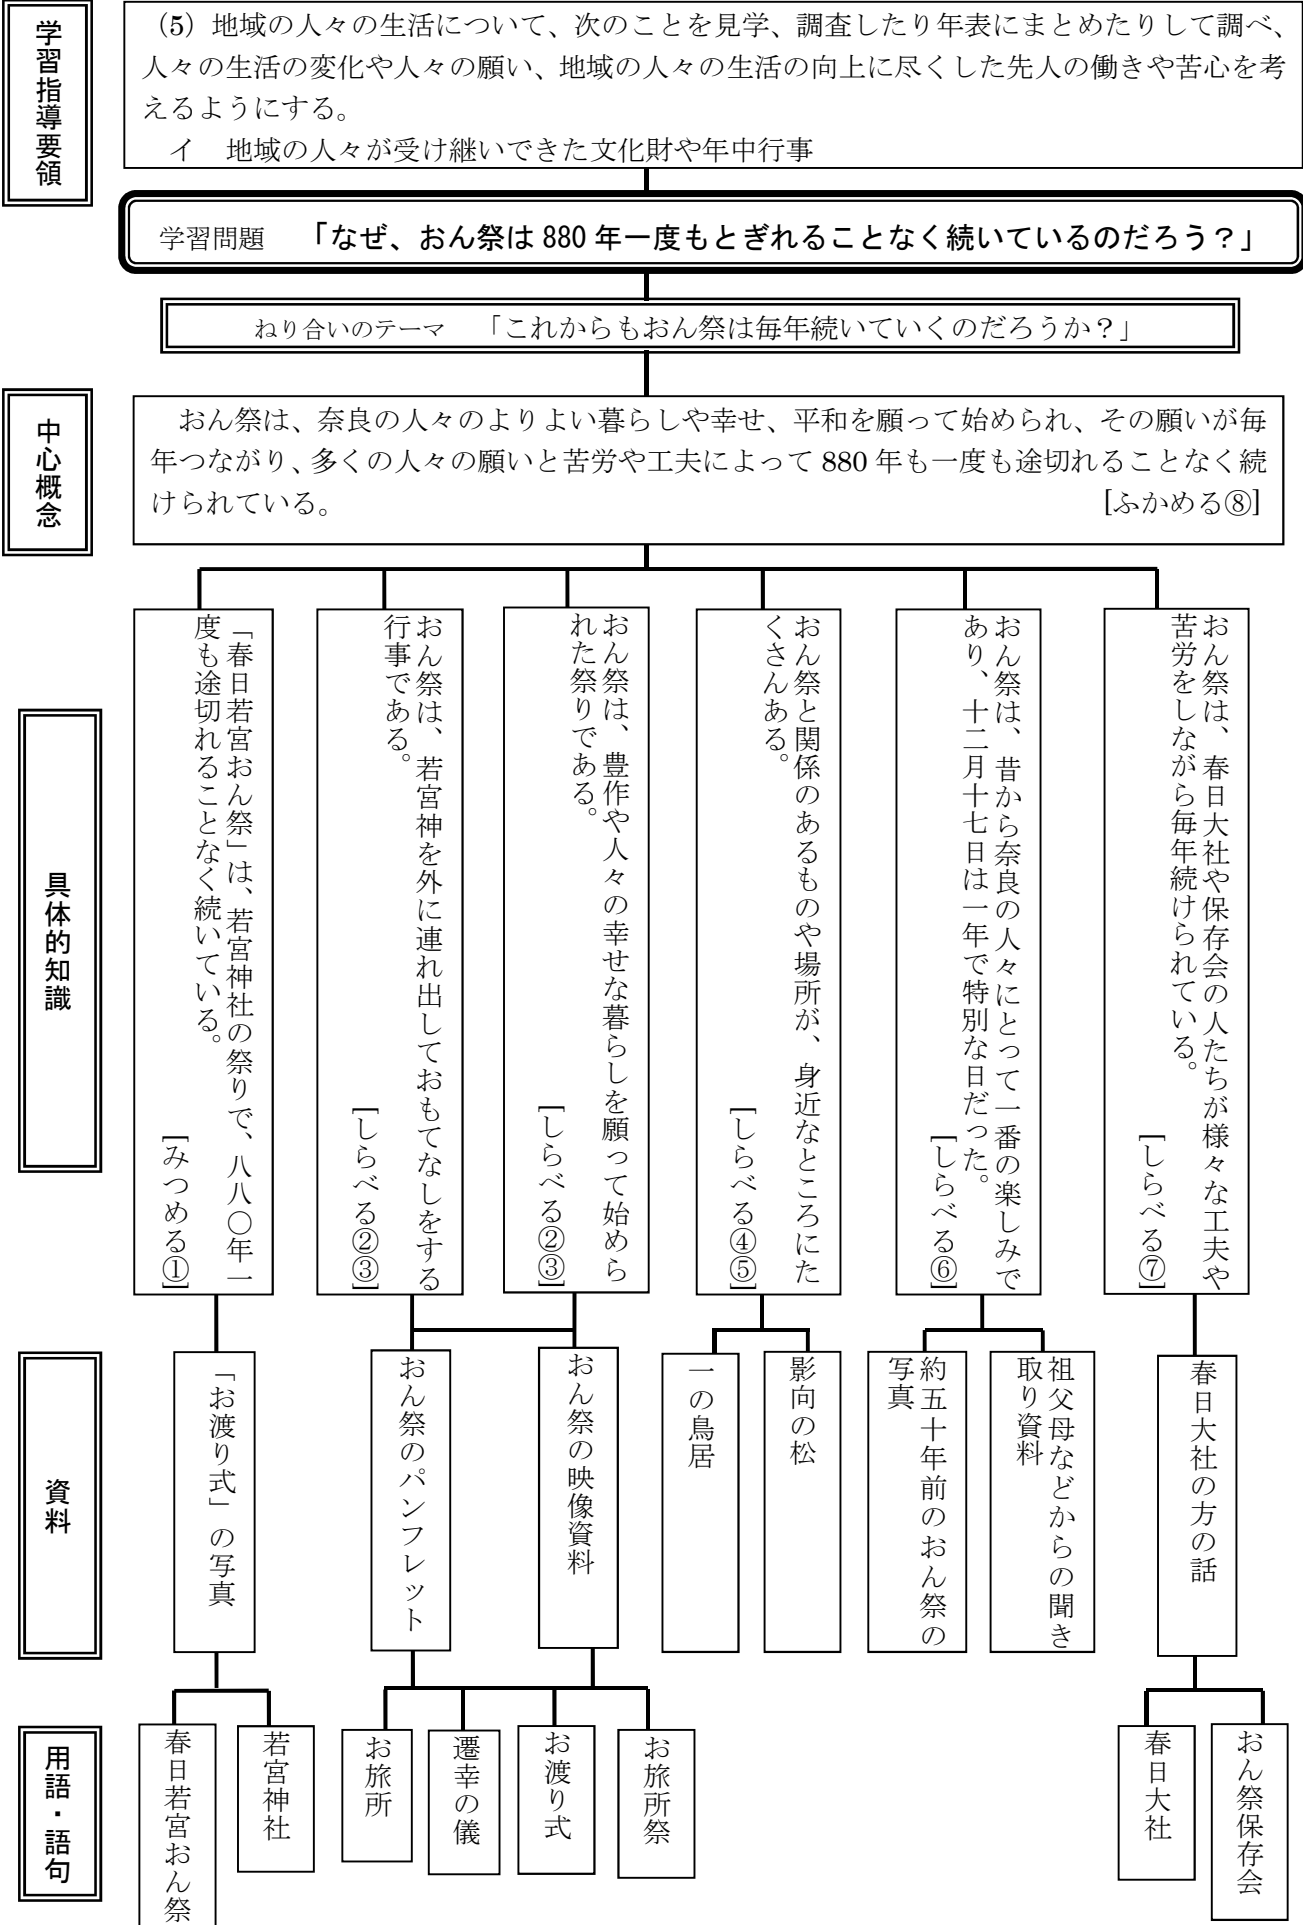 学習指導要領
（5）地域の人々の生活について、次のことを見学、調査したり年表にまとめたりして調べ、
人々の生活の変化や人々の願い、地域の人々の生活の向上に尽くした先人の働きや苦心を考
えるようにする。
イ　地域の人々が受け継いできた文化財や年中行事
学習問題　「なぜ、おん祭は 880 年一度もとぎれることなく続いているのだろう？」
ねり合いのテーマ　「これからもおん祭は毎年続いていくのだろうか？」
中心概念
おん祭は、奈良の人々のよりよい暮らしや幸せ、平和を願って始められ、その願いが毎
年つながり、多くの人々の願いと苦労や工夫によって 880 年も一度も途切れることなく続
けられている。　[ふかめる⑧]
具体的知識
「春日若宮おん祭」は、若宮神社の祭りで、八八〇年一
度も途切れることなく続いている。
[みつめる①]
おん祭は、若宮神を外に連れ出しておもてなしをする
行事である。
[しらべる②③]
おん祭は、豊作や人々の幸せな暮らしを願って始めら
れた祭りである。
[しらべる②③]
おん祭と関係のあるものや場所が、身近なところにた
くさんある。
[しらべる④⑤]
おん祭は、昔から奈良の人々にとって一番の楽しみで
あり、十二月十七日は一年で特別な日だった。
[しらべる⑥]
おん祭は、春日大社や保存会の人たちが様々な工夫や
苦労をしながら毎年続けられている。
[しらべる⑦]
資料
「お渡り式」の写真
おん祭のパンフレット
おん祭の映像資料
一の鳥居
影向の松
約五十年前のおん祭の
写真
祖父母などからの聞き
取り資料
春日大社の方の話
用語・語句
春日若宮おん祭
若宮神社
お旅所
遷幸の儀
お渡り式
お旅所祭
春日大社
おん祭保存会